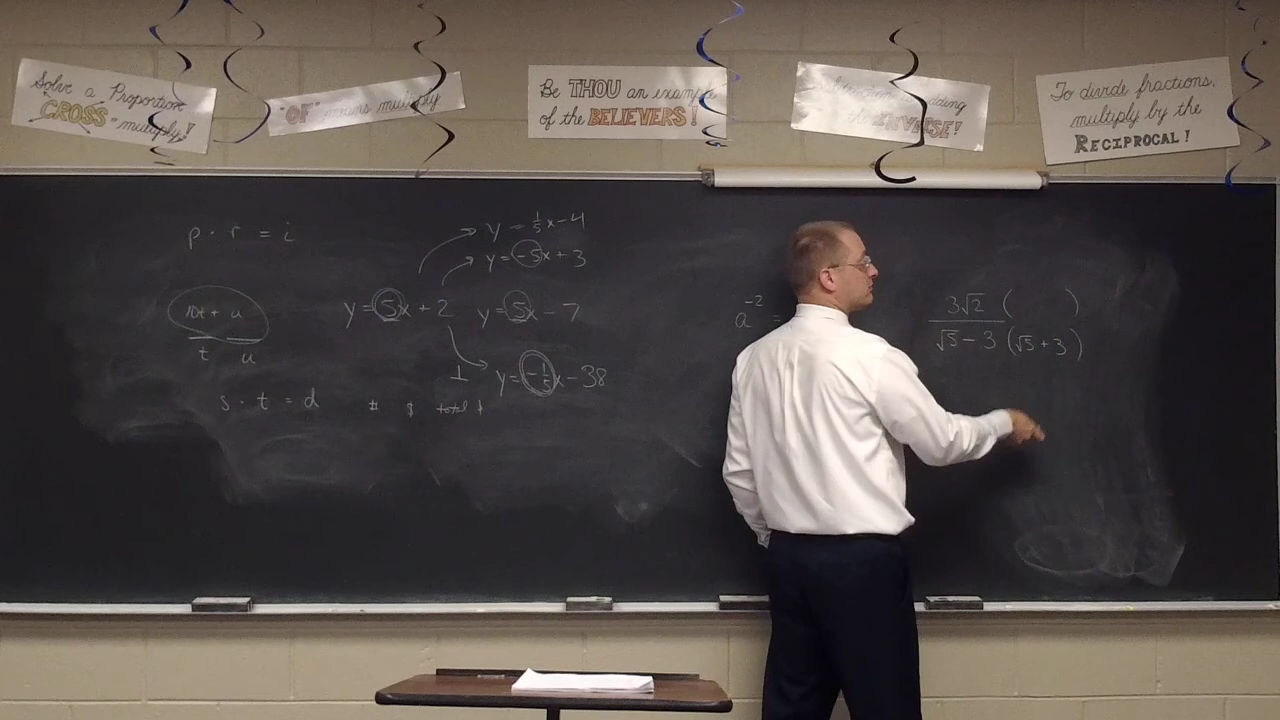 Solve a Proportion
CROSS-multiply!
"OF" means multiply
Be THOU an example
of the BELIEVERS!
the INVERSE!
To divide fractions,
multiply by the
RECIPROCAL!
p · r = i
10t + u
t u
s · t = d
# $ total $
y = 1/5x - 4
y = -5x + 3
y = 5x + 2 y = 5x - 7
⊥ y = -1/5x - 38
a^-2 =
3√2 ( )
√5 - 3 (√5 + 3)